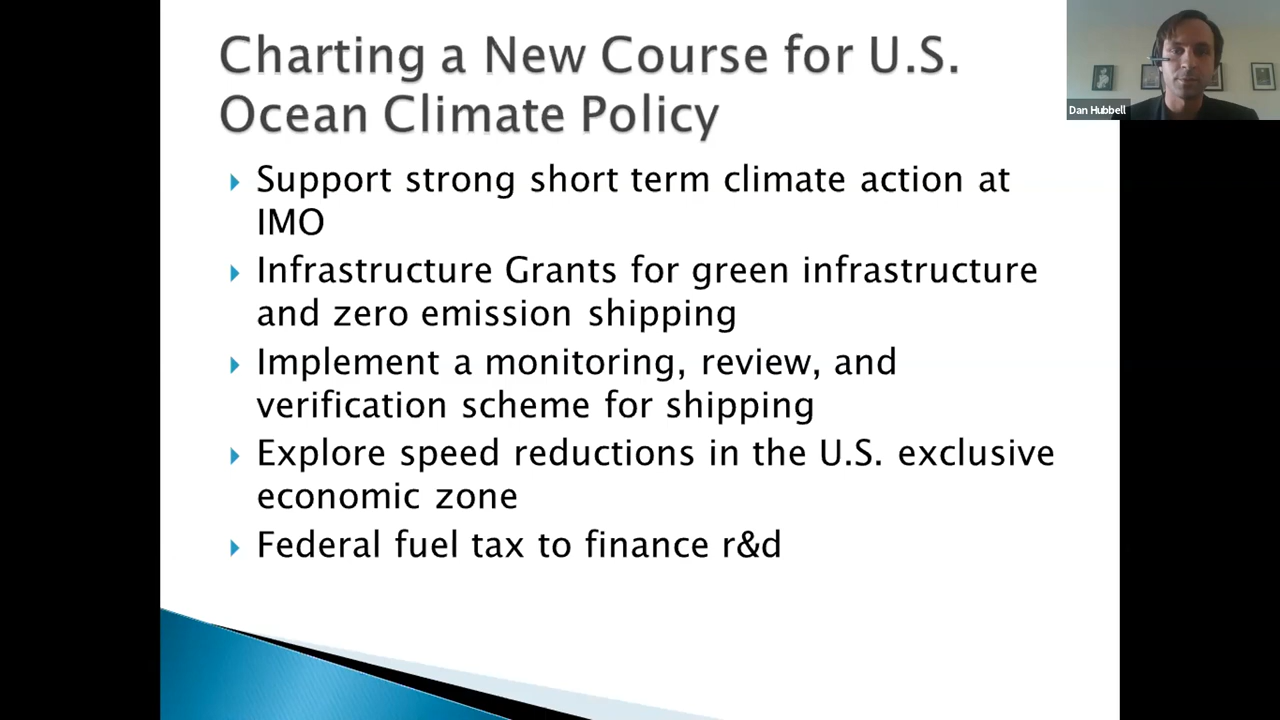 Charting a New Course for U.S.
Ocean Climate Policy
Support strong short term climate action at
IMO
Infrastructure Grants for green infrastructure
and zero emission shipping
Implement a monitoring, review, and
verification scheme for shipping
Explore speed reductions in the U.S. exclusive
economic zone
Federal fuel tax to finance r&d
Dan Hubbell